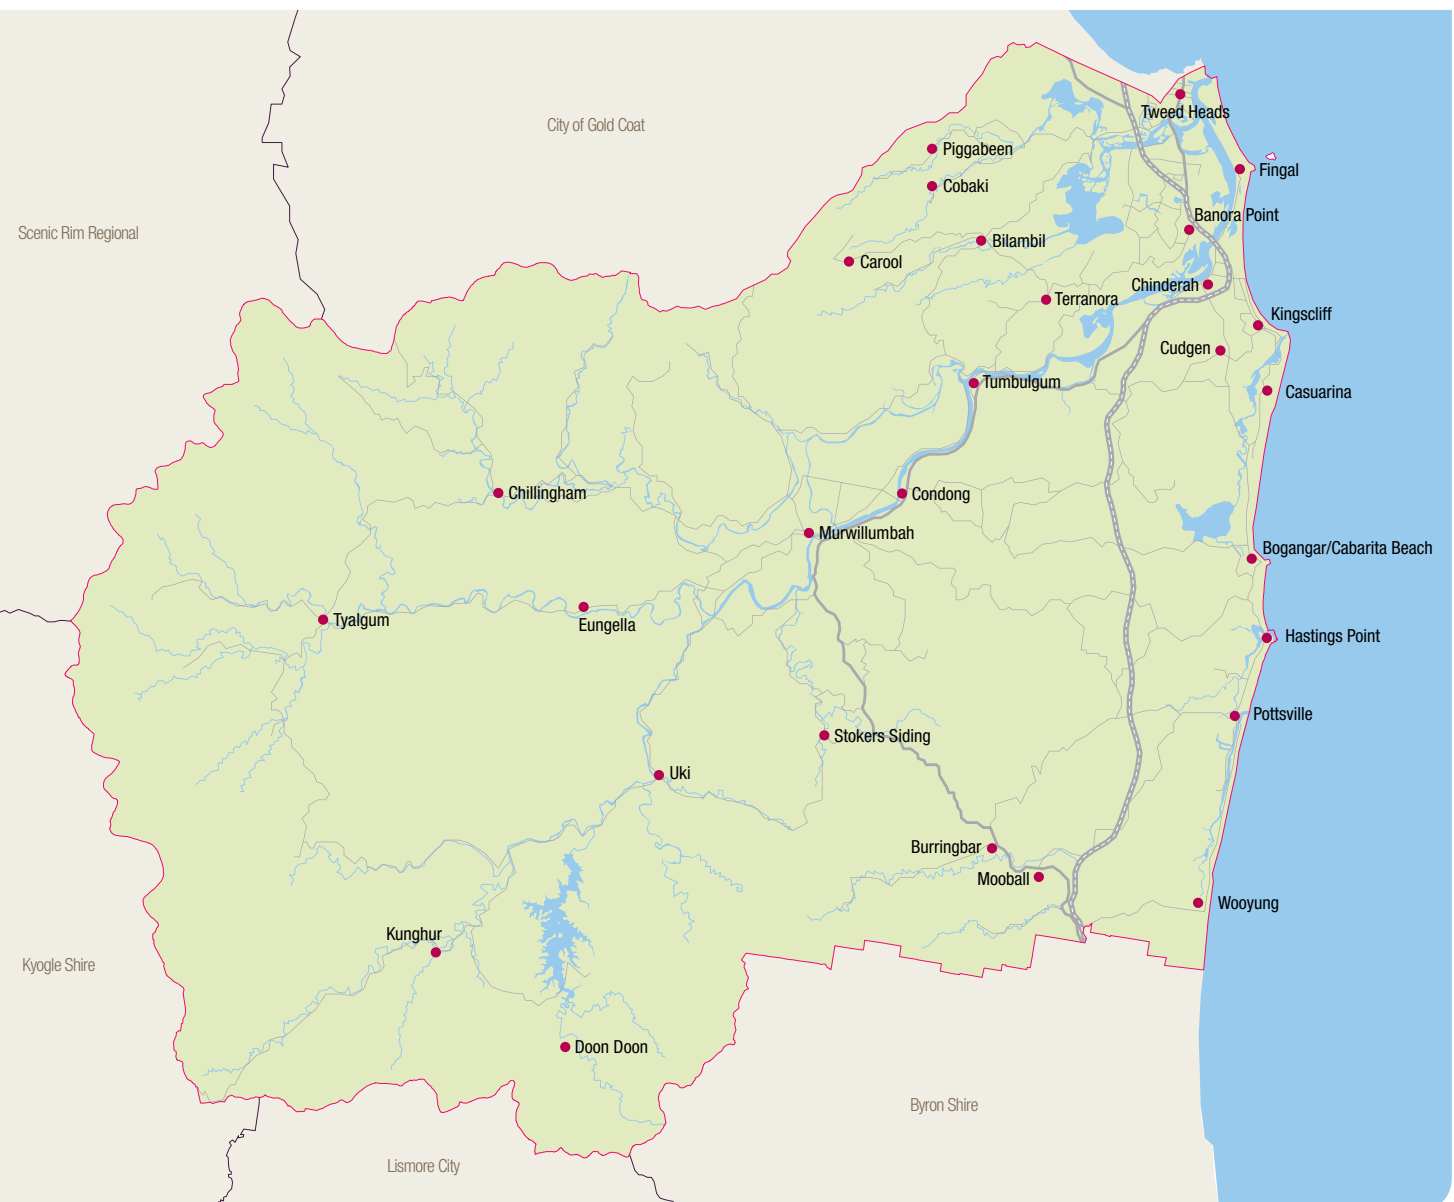 Tweed Heads
City of Gold Coat
Piggabeen
Fingal
Cobaki
Banora Point
Scenic Rim Regional
Bilambil
Carool
Chinderah
Terranora
Kingscliff
Cudgen
Tumbulgum
Casuarina
Chillingham
Condong
Murwillumbah
Bogangar/Cabarita Beach
Tyalgum
Eungella
Hastings Point
Pottsville
Stokers Siding
Uki
Burringbar
Mooball
Wooyung
Kunghur
Kyogle Shire
Doon Doon
Byron Shire
Lismore City